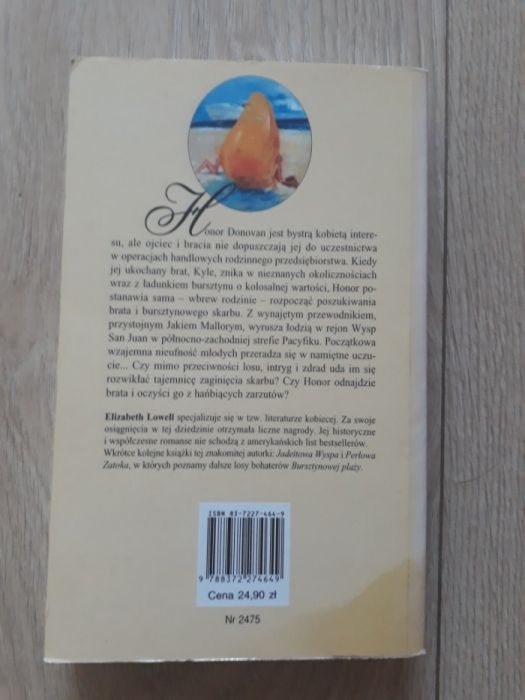 Honor Donovan jest bystrą kobietą intere-
su, ale ojciec i bracia nie dopuszczają jej do uczestnictwa
w operacjach handlowych rodzinnego przedsiębiorstwa. Kiedy
jej ukochany brat, Kyle, znika w nieznanych okolicznościach
wraz z ładunkiem bursztynu o kolosalnej wartości, Honor po-
stanawia sama – wbrew rodzinie – rozpocząć poszukiwania
brata i bursztynowego skarbu. Z wynajętym przewodnikiem,
przystojnym Jakiem Mallorym, wyrusza łodzią w rejon Wysp
San Juan w północno-zachodniej strefie Pacyfiku. Początkowa
wzajemna nieufność młodych przeradza się w namiętne uczu-
cie... Czy mimo przeciwności losu, intryg i zdrad uda im się
rozwikłać tajemnicę zaginięcia skarbu? Czy Honor odnajdzie
brata i oczyści go z hańbiących zarzutów?
Elizabeth Lowell specjalizuje się w tzw. literaturze kobiecej. Za swoje
osiągnięcia w tej dziedzinie otrzymała liczne nagrody. Jej historyczne
i współczesne romanse nie schodzą z amerykańskich list bestsellerów.
Wkrótce kolejne książki tej znakomitej autorki: Jadeitowa Wyspa i Perłowa
Zatoka, w których poznamy dalsze losy bohaterów Bursztynowej plaży.
ISBN 83-7227-464-9
9 788372 274649
Cena 24,90 zł
Nr 2475